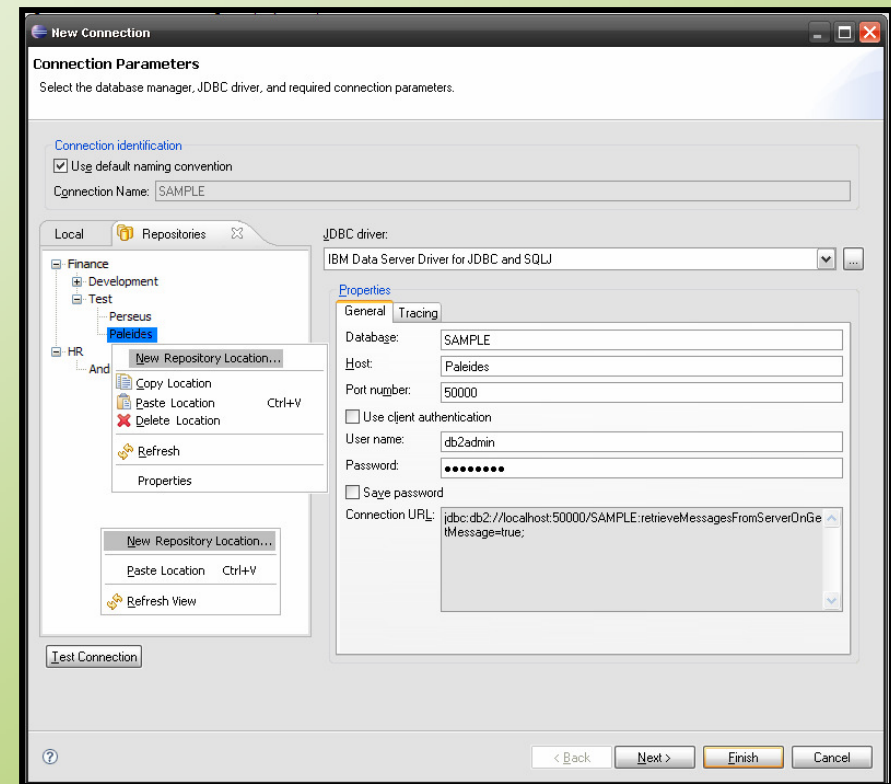 New Connection
Connection Parameters
Select the database manager, JDBC driver, and required connection parameters.
Connection identification
Use default naming convention
Connection Name: SAMPLE
Local
Repositories
Finance
Development
Test
Perseus
Paleides
HR
And
New Repository Location...
Copy Location
Paste Location Ctrl+V
Delete Location
Refresh
Properties
New Repository Location...
Paste Location Ctrl+V
Refresh View
Test Connection
JDBC driver:
IBM Data Server Driver for JDBC and SQLJ
...
Properties
General Tracing
Database: SAMPLE
Host: Paleides
Port number: 50000
Use client authentication
User name: db2admin
Password: ●●●●●●●●
Save password
Connection URL: jdbc:db2://localhost:50000/SAMPLE:retrieveMessagesFromServerOnGe
tMessage=true;
? < Back Next > Finish Cancel